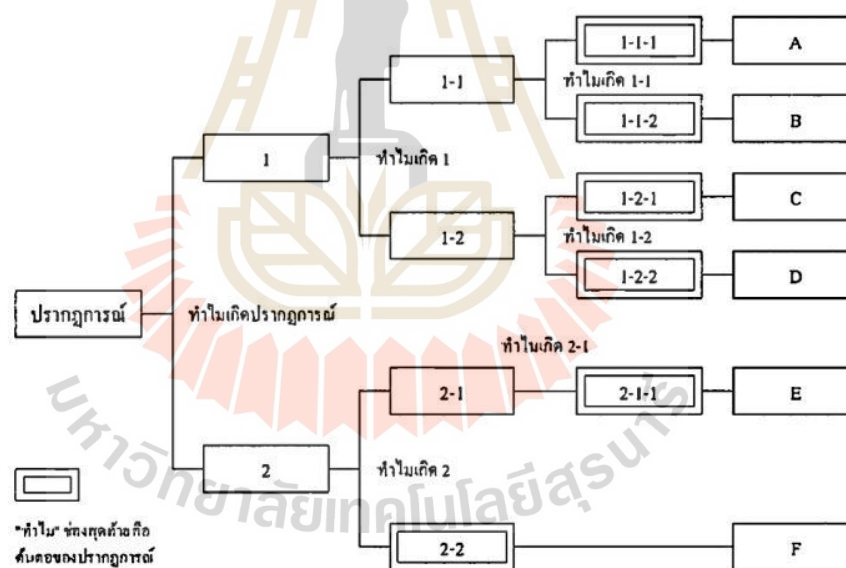 1-1-1
A
1-1
ทำไมเกิด 1-1
1-1-2
B
1
ทำไมเกิด 1
1-2-1
C
1-2
ทำไมเกิด 1-2
1-2-2
D
ปรากฏการณ์
ทำไมเกิดปรากฏการณ์
ทำไมเกิด 2-1
2-1
2-1-1
E
2
ทำไมเกิด 2
2-2
F
"ทำไม" ช่องสุดท้ายคือ
ต้นตอของปรากฏการณ์
มหาวิทยาลัยเทคโนโลยีสุรนารี